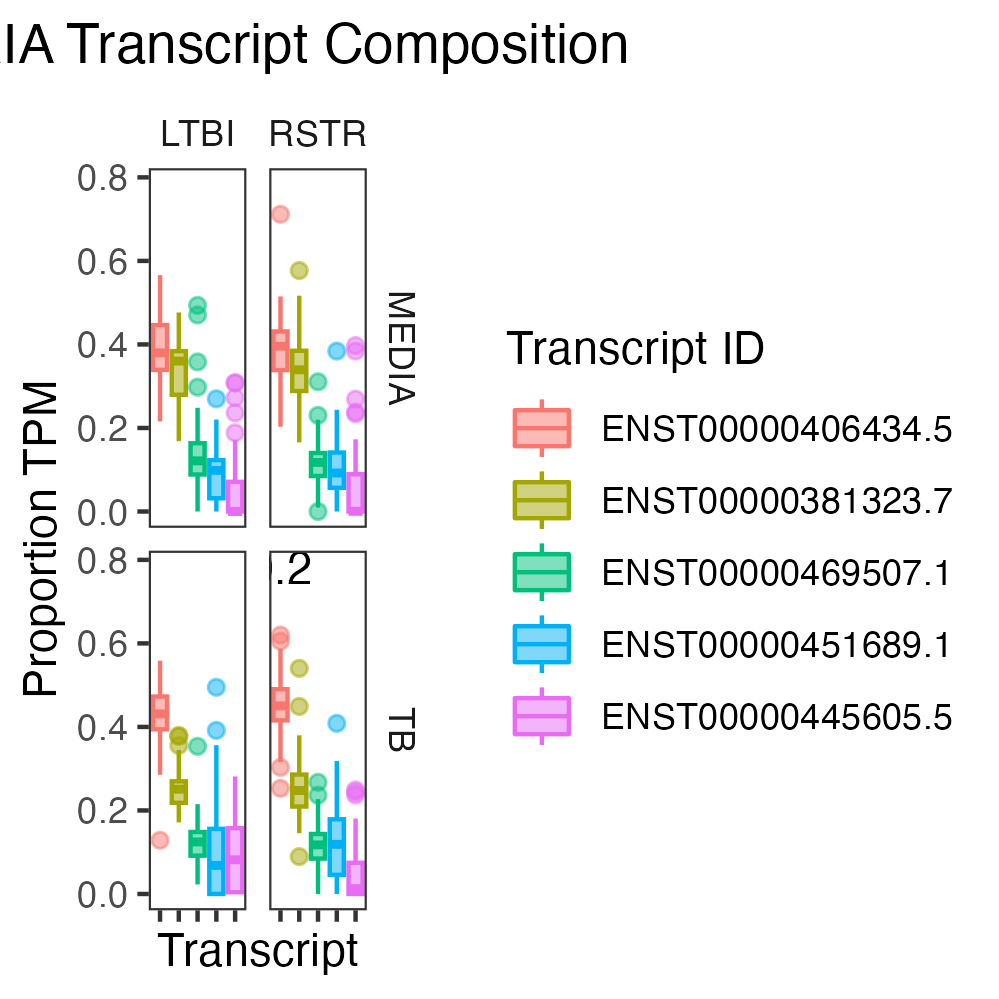 IA Transcript Composition
LTBI
RSTR
0.8
0.6
0.4
0.2
0.0
MEDIA
0.8
0.6
0.4
0.2
0.0
.2
TB
Proportion TPM
Transcript
Transcript ID
ENST00000406434.5
ENST00000381323.7
ENST00000469507.1
ENST00000451689.1
ENST00000445605.5